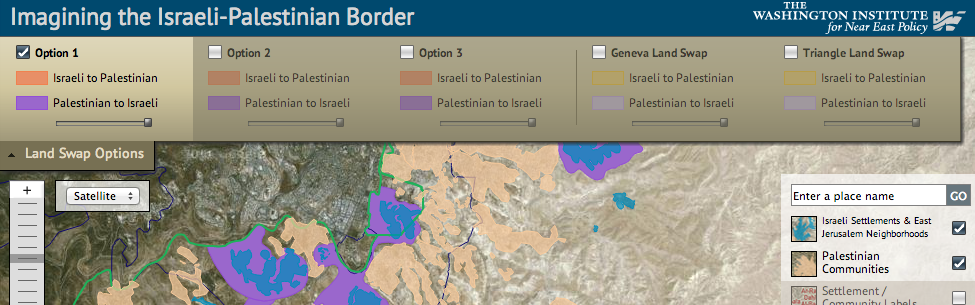 Imagining the Israeli-Palestinian Border
THE
WASHINGTON INSTITUTE
for Near East Policy
Option 1
Option 2
Option 3
Geneva Land Swap
Triangle Land Swap
Israeli to Palestinian
Israeli to Palestinian
Israeli to Palestinian
Israeli to Palestinian
Israeli to Palestinian
Palestinian to Israeli
Palestinian to Israeli
Palestinian to Israeli
Palestinian to Israeli
Palestinian to Israeli
Land Swap Options
+
Satellite
Enter a place name
GO
Israeli Settlements & East
Jerusalem Neighborhoods
Palestinian
Communities
Settlement /
Community Labels